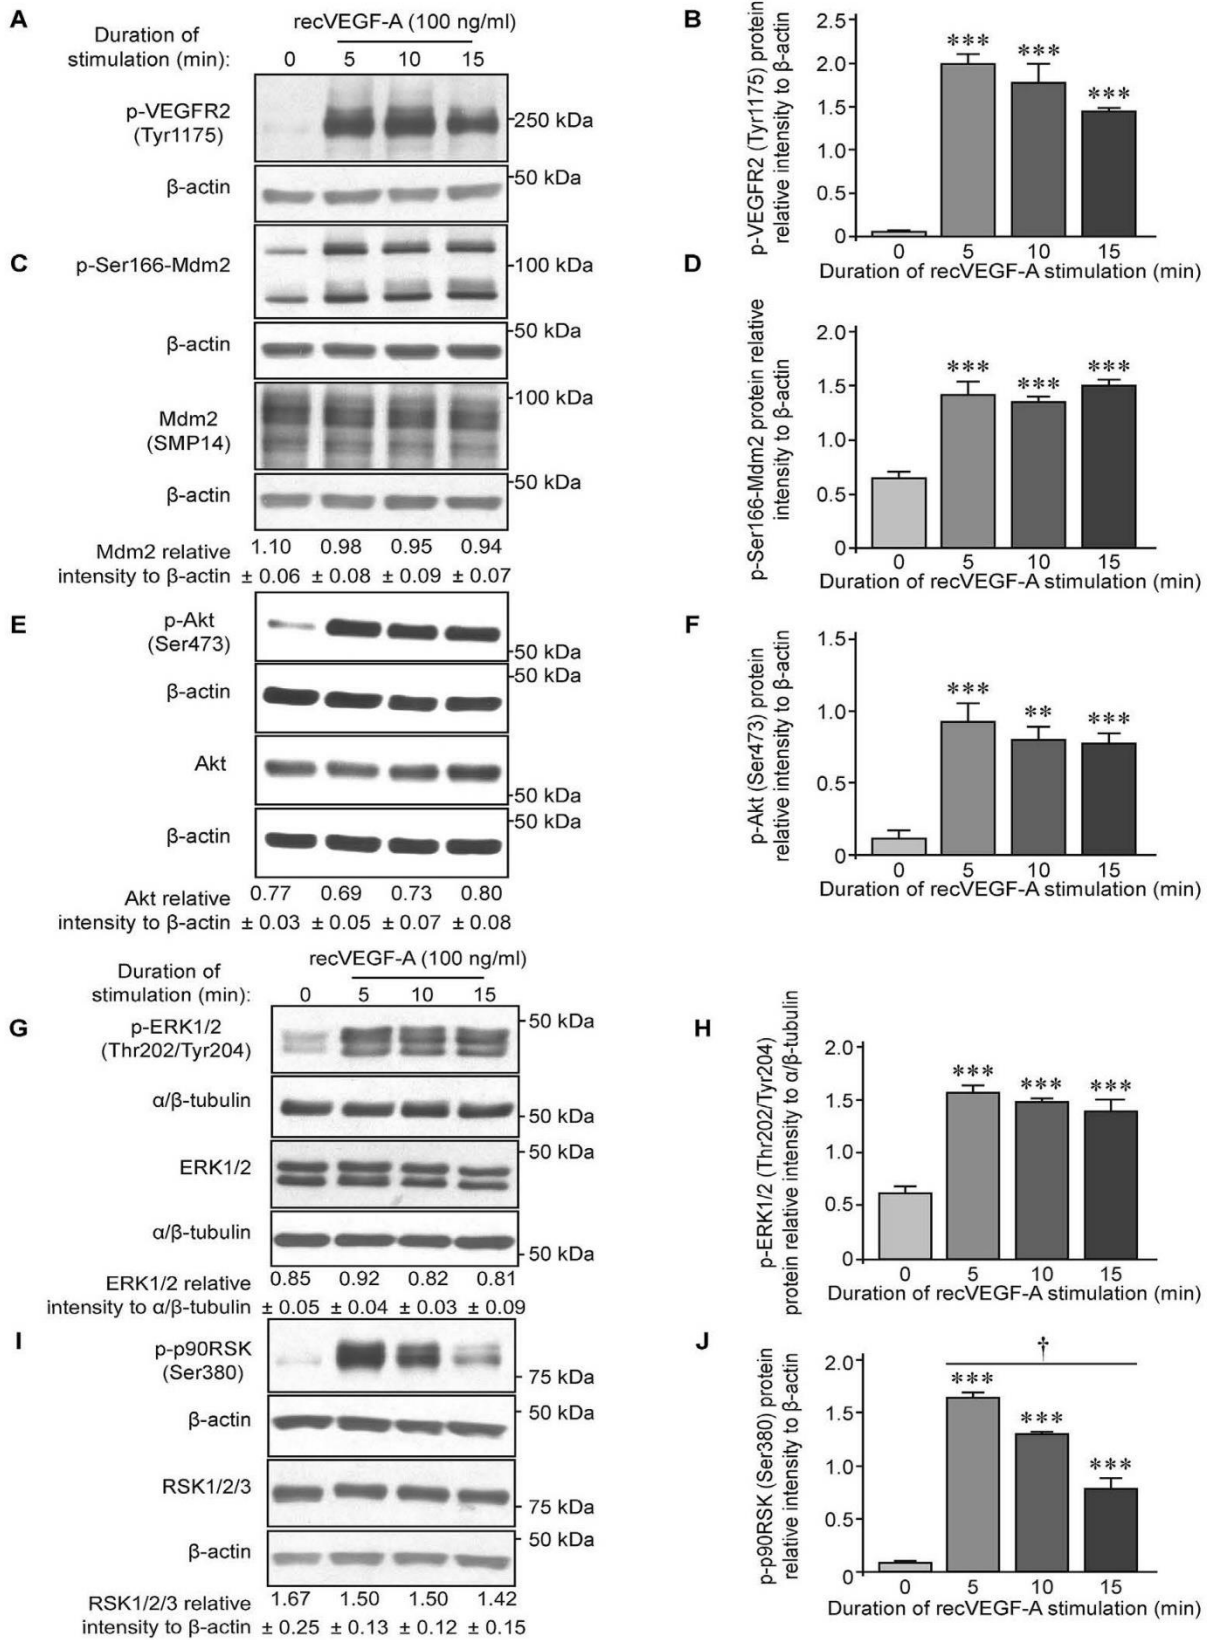 A
Duration of
stimulation (min):
recVEGF-A (100 ng/ml)
0 5 10 15
p-VEGFR2
(Tyr1175)
250 kDa
β-actin
50 kDa
B
p-VEGFR2 (Tyr1175) protein
relative intensity to β-actin
2.5
2.0
1.5
1.0
0.5
0
*** *** ***
0 5 10 15
Duration of recVEGF-A stimulation (min)
C
p-Ser166-Mdm2
100 kDa
β-actin
50 kDa
Mdm2
(SMP14)
100 kDa
β-actin
50 kDa
Mdm2 relative
intensity to β-actin
1.10 0.98 0.95 0.94
± 0.06 ± 0.08 ± 0.09 ± 0.07
D
p-Ser166-Mdm2 protein relative
intensity to β-actin
2.0
1.5
1.0
0.5
0
*** *** ***
0 5 10 15
Duration of recVEGF-A stimulation (min)
E
p-Akt
(Ser473)
50 kDa
β-actin
50 kDa
Akt
50 kDa
β-actin
50 kDa
Akt relative
intensity to β-actin
0.77 0.69 0.73 0.80
± 0.03 ± 0.05 ± 0.07 ± 0.08
F
p-Akt (Ser473) protein
relative intensity to β-actin
1.5
1.0
0.5
0
*** ** ***
0 5 10 15
Duration of recVEGF-A stimulation (min)
Duration of
stimulation (min):
recVEGF-A (100 ng/ml)
0 5 10 15
G
p-ERK1/2
(Thr202/Tyr204)
50 kDa
α/β-tubulin
50 kDa
ERK1/2
50 kDa
α/β-tubulin
50 kDa
ERK1/2 relative
intensity to α/β-tubulin
0.85 0.92 0.82 0.81
± 0.05 ± 0.04 ± 0.03 ± 0.09
H
p-ERK1/2 (Thr202/Tyr204)
protein relative intensity to α/β-tubulin
2.0
1.5
1.0
0.5
0
*** *** ***
0 5 10 15
Duration of recVEGF-A stimulation (min)
I
p-p90RSK
(Ser380)
75 kDa
β-actin
50 kDa
RSK1/2/3
75 kDa
β-actin
50 kDa
RSK1/2/3 relative
intensity to β-actin
1.67 1.50 1.50 1.42
± 0.25 ± 0.13 ± 0.12 ± 0.15
J
p-p90RSK (Ser380) protein
relative intensity to β-actin
2.0
1.5
1.0
0.5
0
†
*** *** ***
0 5 10 15
Duration of recVEGF-A stimulation (min)